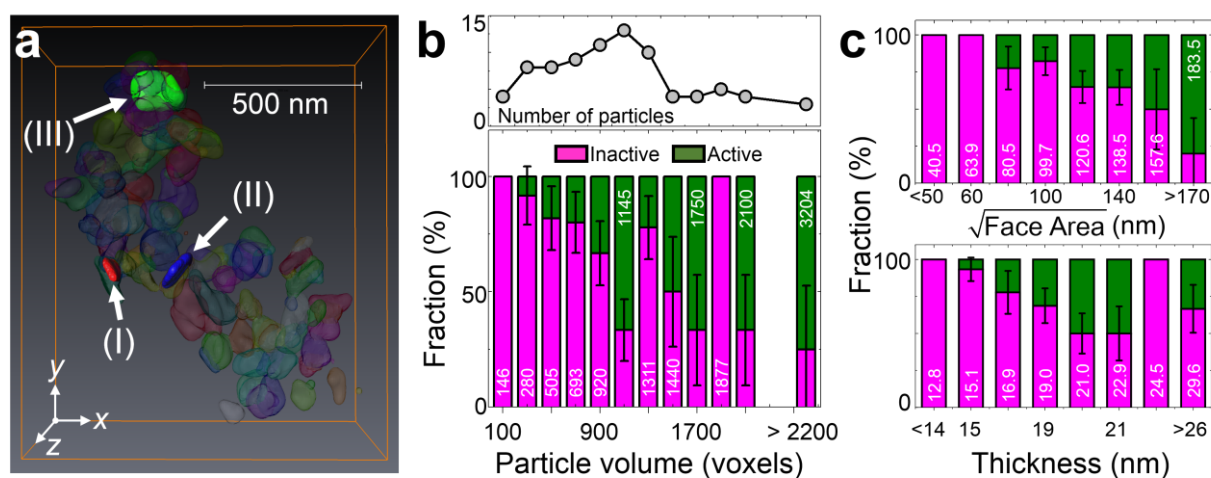 a
500 nm
(III)
(II)
(I)
y
x
z
b
15
0
Number of particles
Inactive
Active
100
50
0
Fraction (%)
146
280
505
693
920
1145
1311
1440
1750
1877
2100
3204
100
900
1700
> 2200
Particle volume (voxels)
c
100
0
Fraction (%)
40.5
63.9
80.5
99.7
120.6
138.5
157.6
183.5
<50
60
100
140
>170
√Face Area (nm)
100
0
12.8
15.1
16.9
19.0
21.0
22.9
24.5
29.6
<14
15
19
21
>26
Thickness (nm)